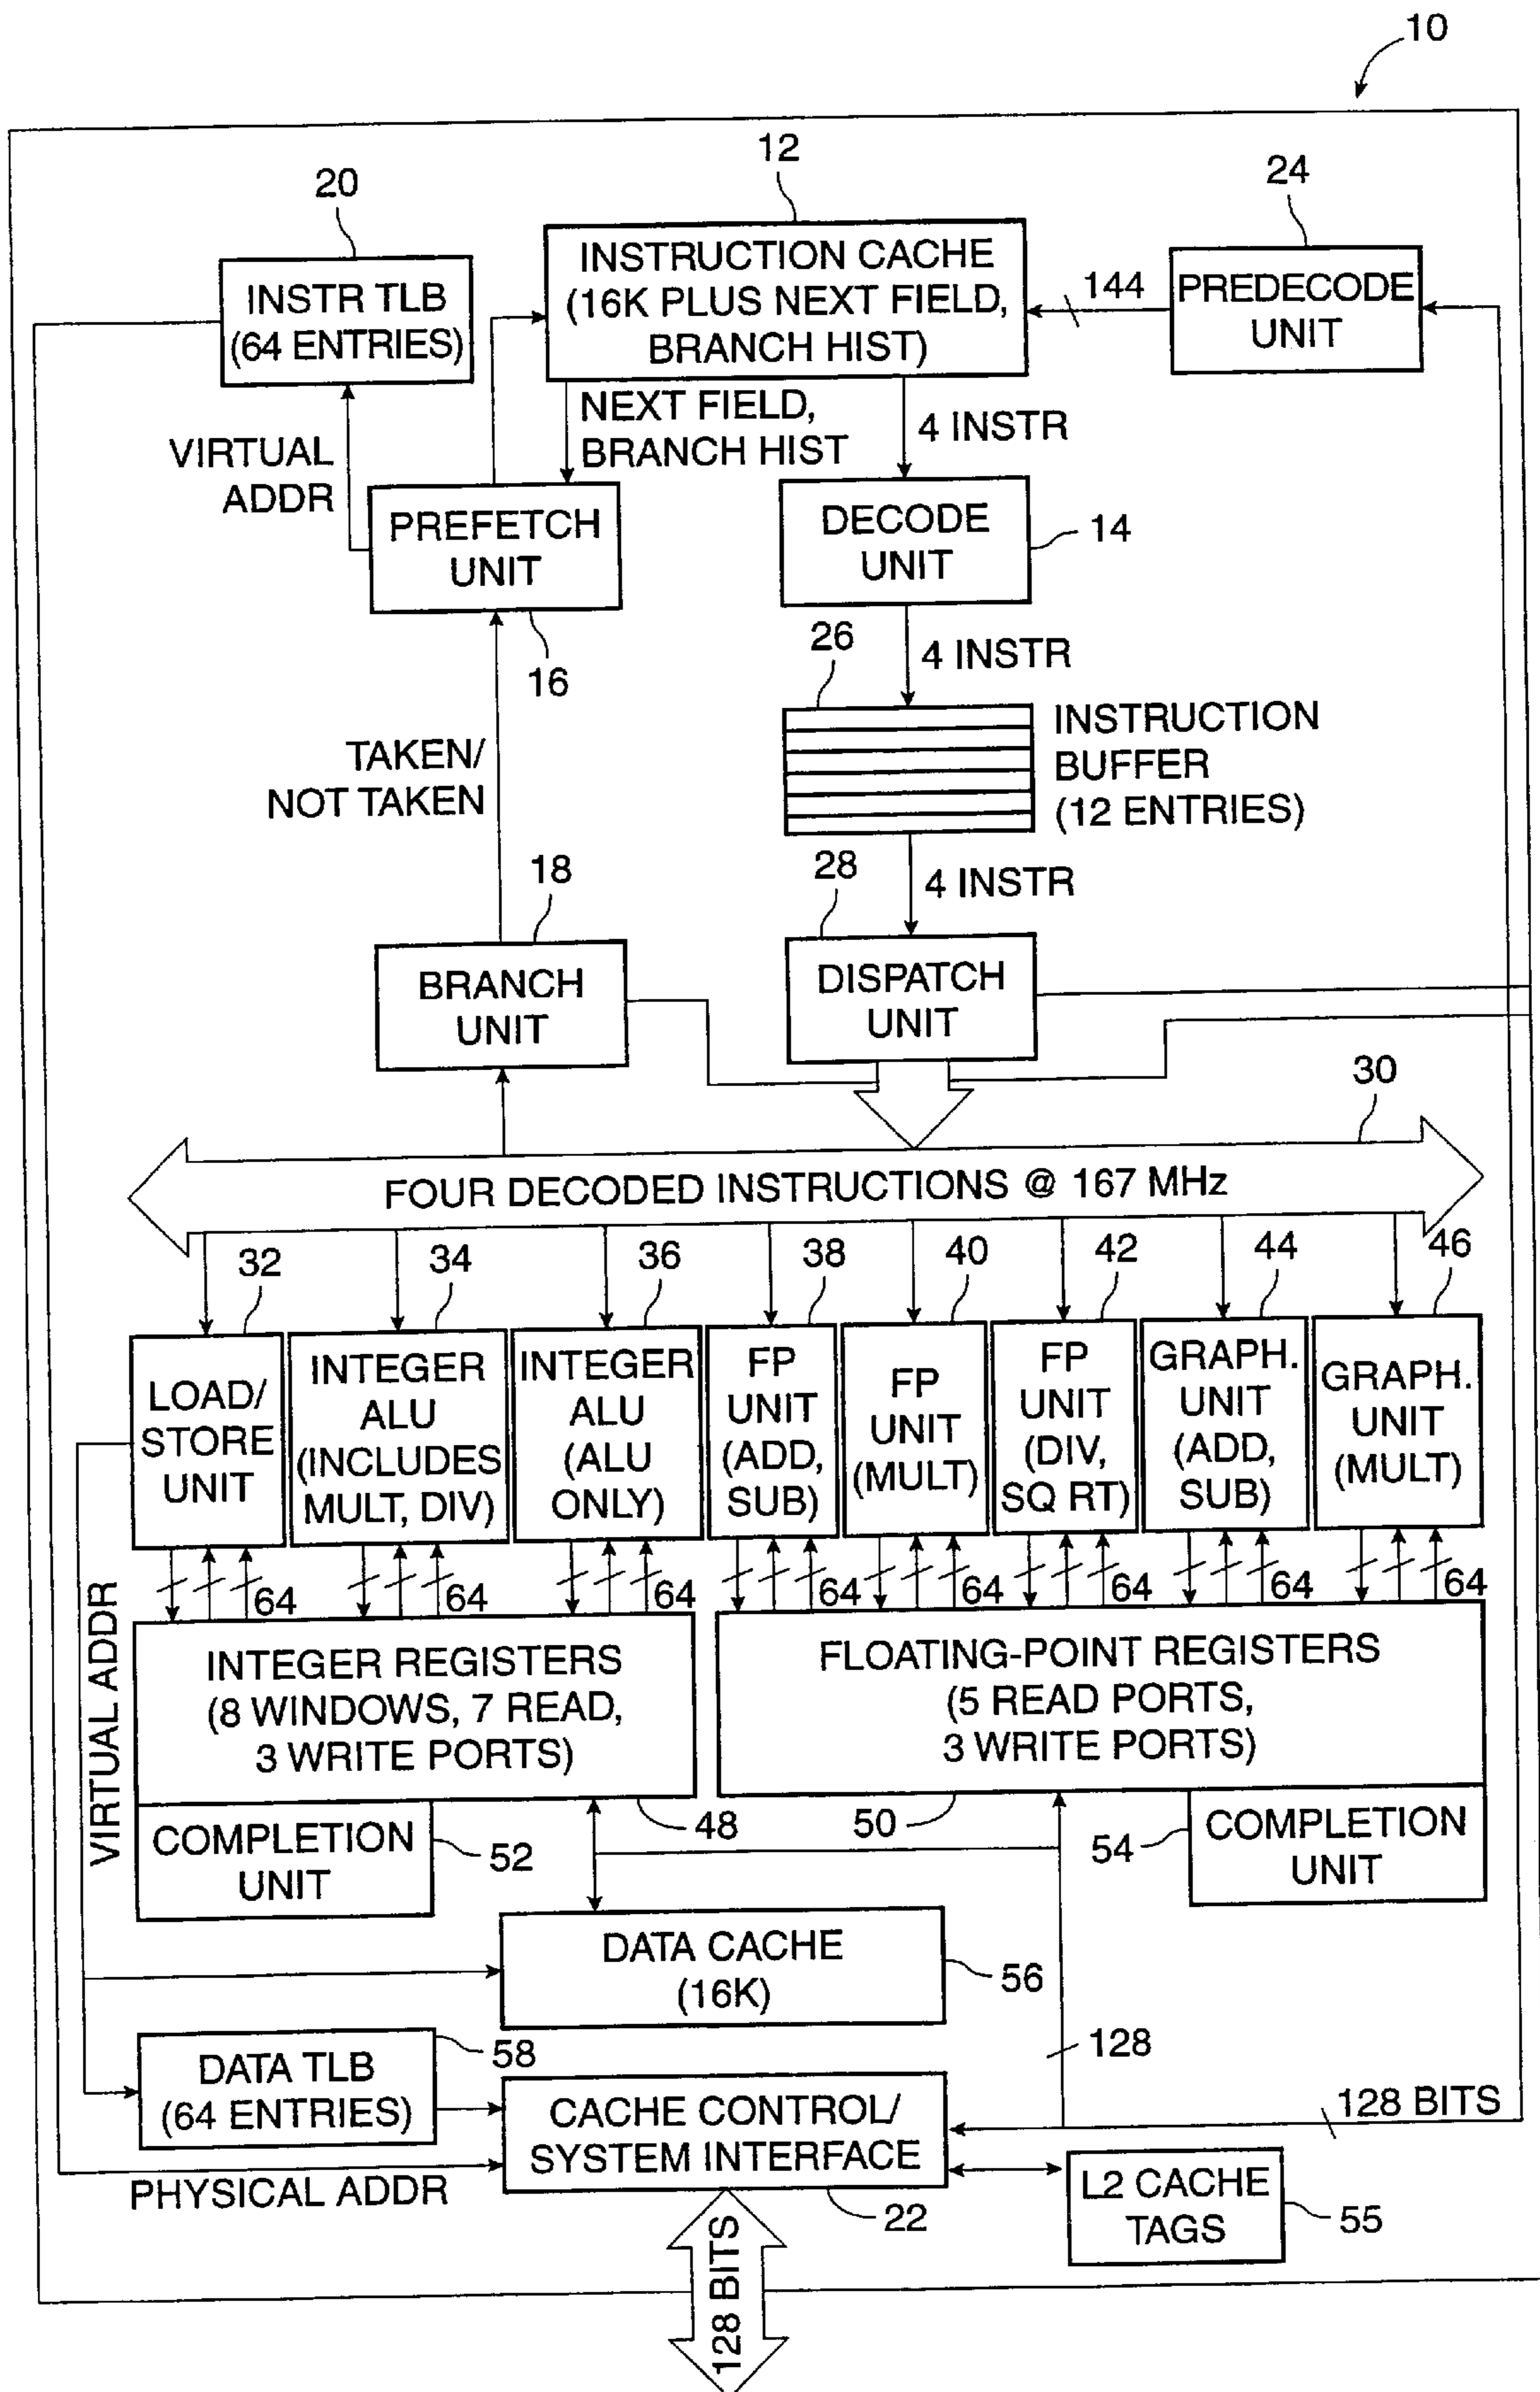 10
12
20
24
INSTR TLB
(64 ENTRIES)
INSTRUCTION CACHE
(16K PLUS NEXT FIELD,
BRANCH HIST)
144
PREDECODE
UNIT
VIRTUAL
ADDR
NEXT FIELD,
BRANCH HIST
4 INSTR
PREFETCH
UNIT
16
DECODE
UNIT
14
26
4 INSTR
INSTRUCTION
BUFFER
(12 ENTRIES)
TAKEN/
NOT TAKEN
18
28
4 INSTR
BRANCH
UNIT
DISPATCH
UNIT
30
FOUR DECODED INSTRUCTIONS @ 167 MHz
32
34
36
38
40
42
44
46
LOAD/
STORE
UNIT
INTEGER
ALU
(INCLUDES
MULT, DIV)
INTEGER
ALU
(ALU
ONLY)
FP
UNIT
(ADD,
SUB)
FP
UNIT
(MULT)
FP
UNIT
(DIV,
SQ RT)
GRAPH.
UNIT
(ADD,
SUB)
GRAPH.
UNIT
(MULT)
64
64
64
64
64
64
64
64
VIRTUAL ADDR
INTEGER REGISTERS
(8 WINDOWS, 7 READ,
3 WRITE PORTS)
FLOATING-POINT REGISTERS
(5 READ PORTS,
3 WRITE PORTS)
48
50
COMPLETION
UNIT
52
54
COMPLETION
UNIT
DATA CACHE
(16K)
56
58
DATA TLB
(64 ENTRIES)
128
CACHE CONTROL/
SYSTEM INTERFACE
128 BITS
PHYSICAL ADDR
22
L2 CACHE
TAGS
55
128 BITS